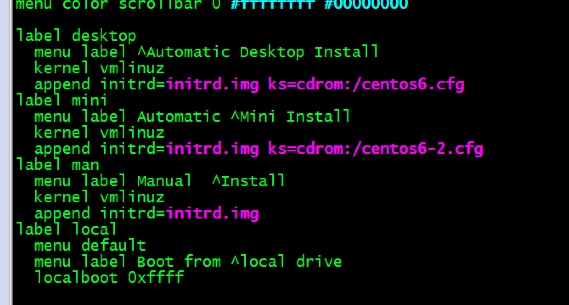 menu color scrollbar 0 #ffffffff #00000000

label desktop
  menu label ^Automatic Desktop Install
  kernel vmlinuz
  append initrd=initrd.img ks=cdrom:/centos6.cfg
label mini
  menu label Automatic ^Mini Install
  kernel vmlinuz
  append initrd=initrd.img ks=cdrom:/centos6-2.cfg
label man
  menu label Manual  ^Install
  kernel vmlinuz
  append initrd=initrd.img
label local
  menu default
  menu label Boot from ^local drive
  localboot 0xffff